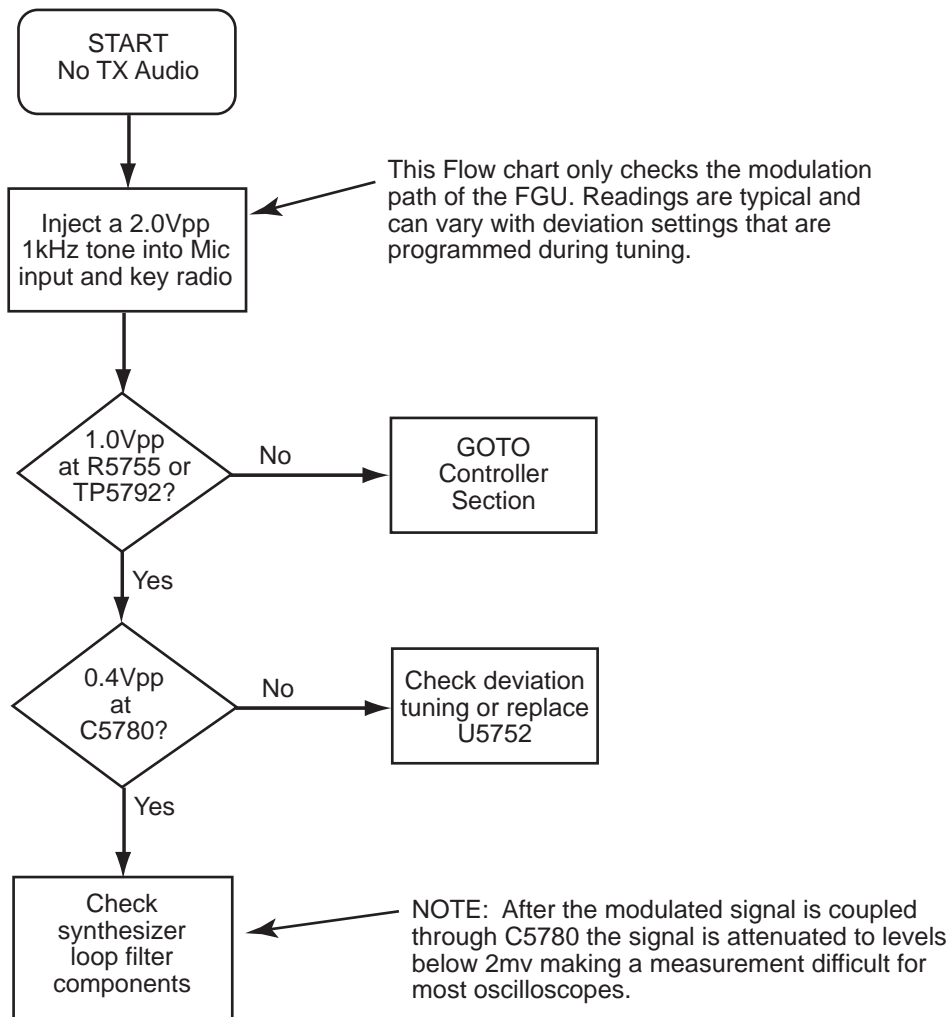 START
No TX Audio
This Flow chart only checks the modulation
path of the FGU. Readings are typical and
can vary with deviation settings that are
programmed during tuning.
Inject a 2.0Vpp
1kHz tone into Mic
input and key radio
1.0Vpp
at R5755 or
TP5792?
No
GOTO
Controller
Section
Yes
0.4Vpp
at
C5780?
No
Check deviation
tuning or replace
U5752
Yes
Check
synthesizer
loop filter
components
NOTE: After the modulated signal is coupled
through C5780 the signal is attenuated to levels
below 2mv making a measurement difficult for
most oscilloscopes.